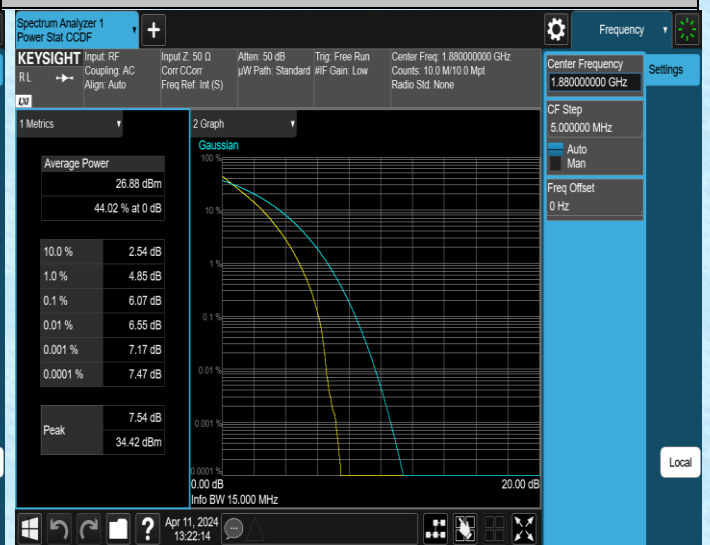 Spectrum Analyzer 1
Power Stat CCDF
+
Frequency
KEYSIGHT
RL
LXI
Input: RF
Coupling: AC
Align: Auto
Input Z: 50 Ω
Corr CCorr
Freq Ref: Int (S)
Atten: 50 dB
µW Path: Standard
Trig: Free Run
#IF Gain: Low
Center Freq: 1.880000000 GHz
Counts: 10.0 M/10.0 Mpt
Radio Std: None
Center Frequency
1.880000000 GHz
Settings
CF Step
5.000000 MHz
Auto
Man
Freq Offset
0 Hz
1 Metrics
Average Power
26.88 dBm
44.02 % at 0 dB
10.0 % 2.54 dB
1.0 % 4.85 dB
0.1 % 6.07 dB
0.01 % 6.55 dB
0.001 % 7.17 dB
0.0001 % 7.47 dB
Peak
7.54 dB
34.42 dBm
2 Graph
Gaussian
100 %
10 %
1 %
0.1 %
0.01 %
0.001 %
0.0001 %
0.00 dB 20.00 dB
Info BW 15.000 MHz
Local
?
Apr 11, 2024
13:22:14